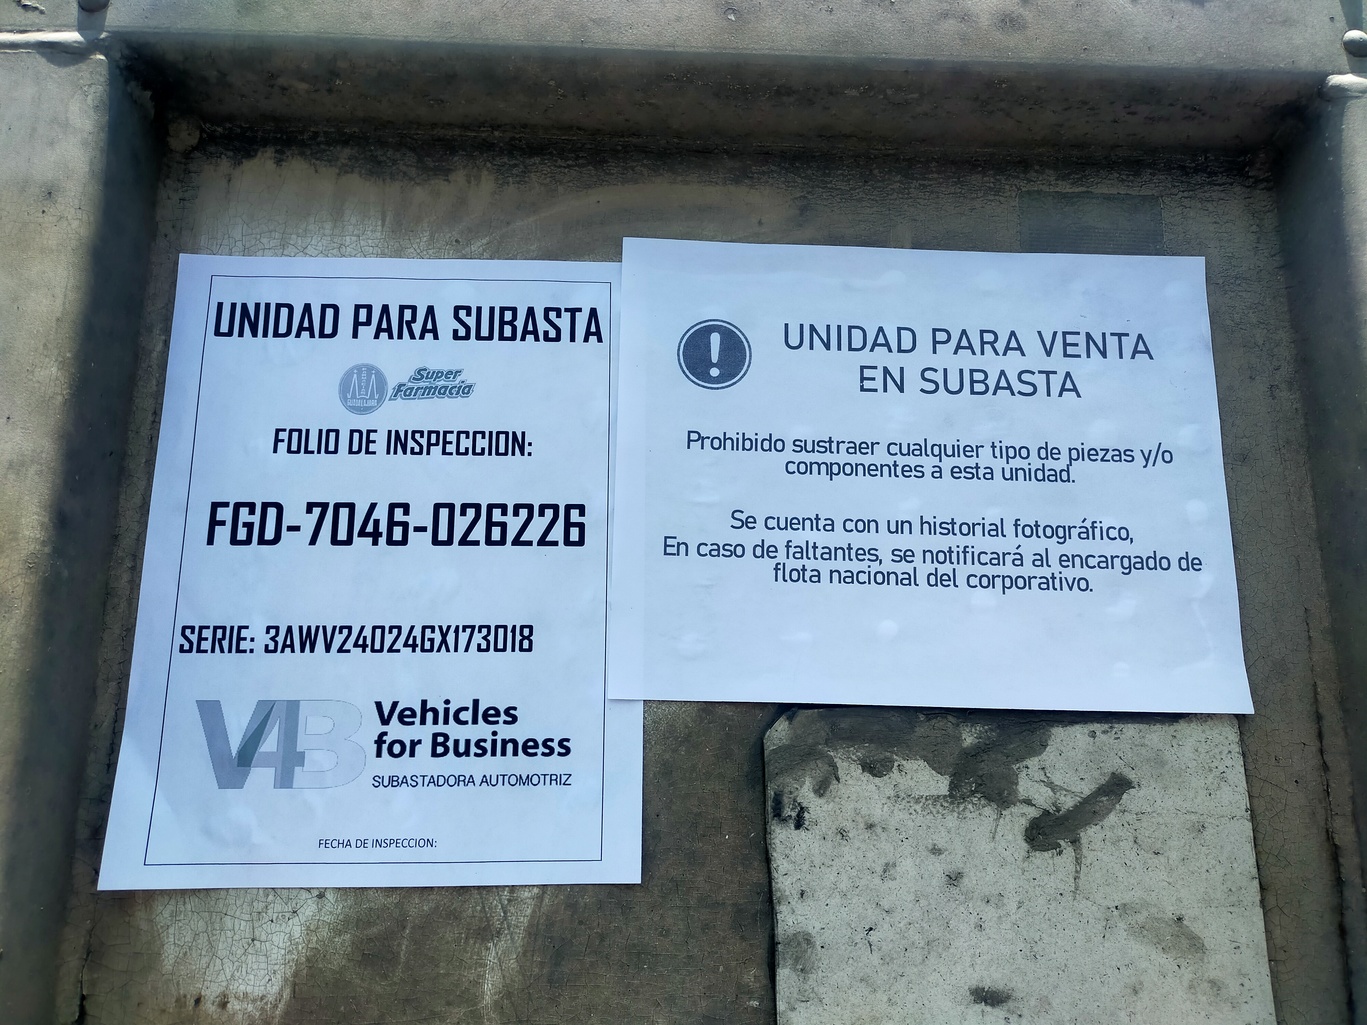 UNIDAD PARA SUBASTA
Super
Farmacia
FOLIO DE INSPECCION:
FGD-7046-026226
SERIE: 3AWV24024GX173018
V4B
Vehicles
for Business
SUBASTADORA AUTOMOTRIZ
FECHA DE INSPECCION:
UNIDAD PARA VENTA
EN SUBASTA
Prohibido sustraer cualquier tipo de piezas y/o
componentes a esta unidad.
Se cuenta con un historial fotográfico,
En caso de faltantes, se notificará al encargado de
flota nacional del corporativo.